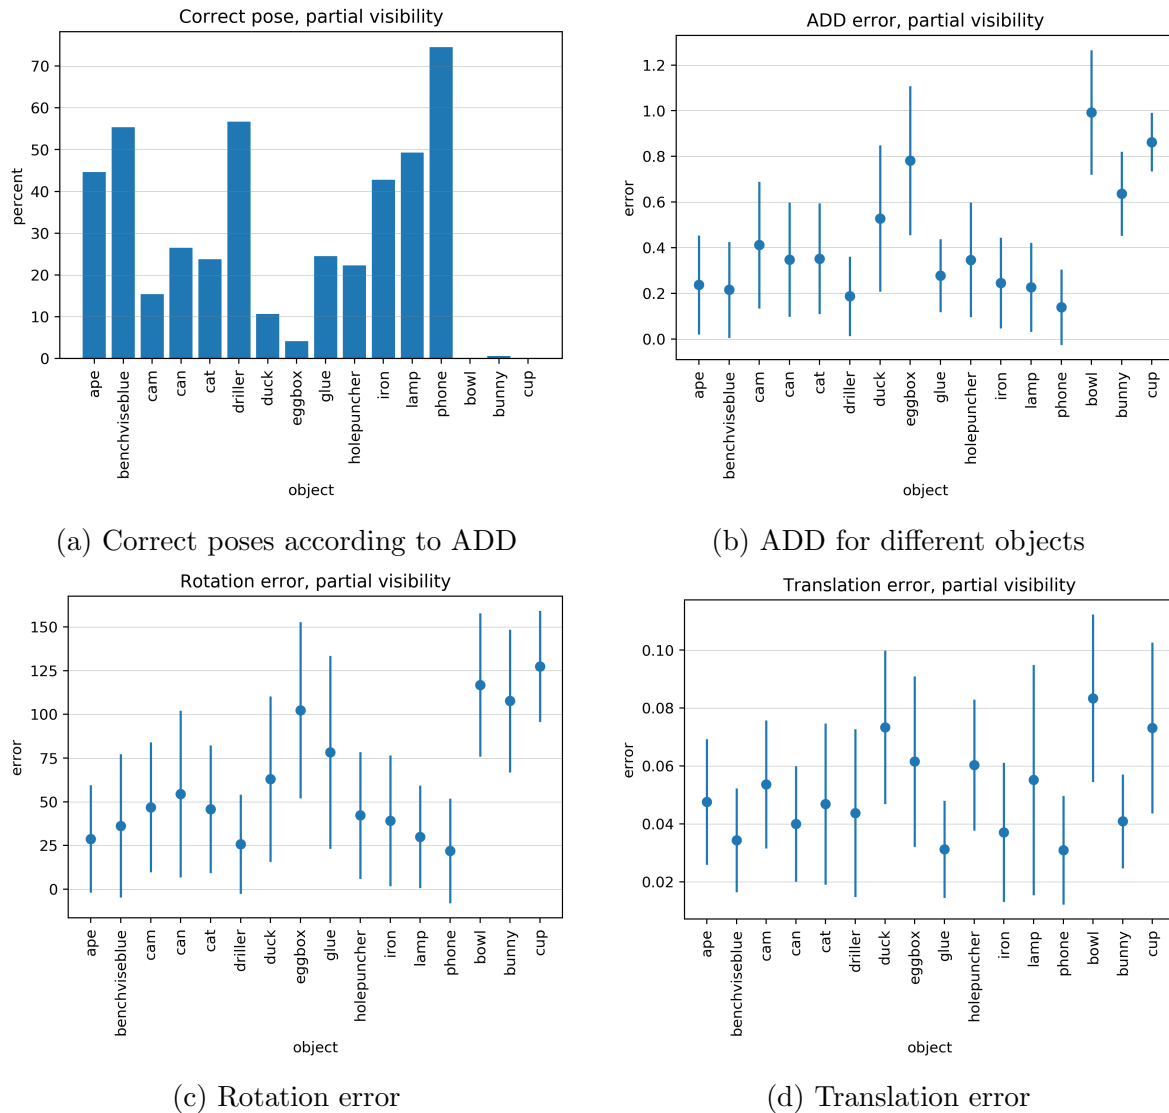 Correct pose, partial visibility
70
60
50
40
30
20
10
0
percent
ape
benchviseblue
cam
can
cat
driller
duck
eggbox
glue
holepuncher
iron
lamp
phone
bowl
bunny
cup
object
(a) Correct poses according to ADD
ADD error, partial visibility
1.2
1.0
0.8
0.6
0.4
0.2
0.0
error
ape
benchviseblue
cam
can
cat
driller
duck
eggbox
glue
holepuncher
iron
lamp
phone
bowl
bunny
cup
object
(b) ADD for different objects
Rotation error, partial visibility
150
125
100
75
50
25
0
error
ape
benchviseblue
cam
can
cat
driller
duck
eggbox
glue
holepuncher
iron
lamp
phone
bowl
bunny
cup
object
(c) Rotation error
Translation error, partial visibility
0.10
0.08
0.06
0.04
0.02
error
ape
benchviseblue
cam
can
cat
driller
duck
eggbox
glue
holepuncher
iron
lamp
phone
bowl
bunny
cup
object
(d) Translation error